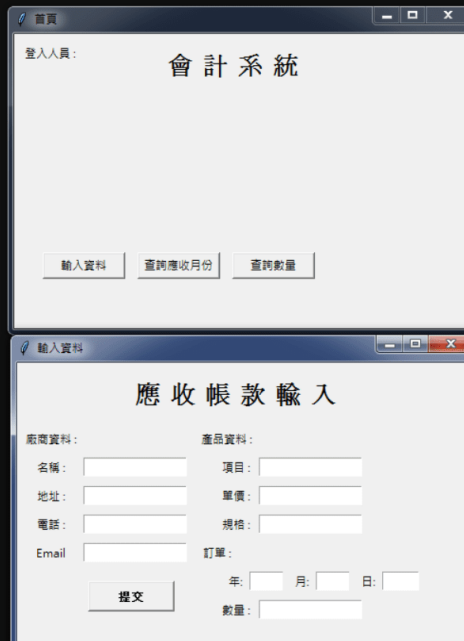 首頁
登入人員：
會計系統
輸入資料 查詢應收月份 查詢數量
輸入資料
應收帳款輸入
廠商資料： 產品資料：
名稱： 項目：
地址： 單價：
電話： 規格：
Email 訂單：
年: 月: 日:
提交
數量：